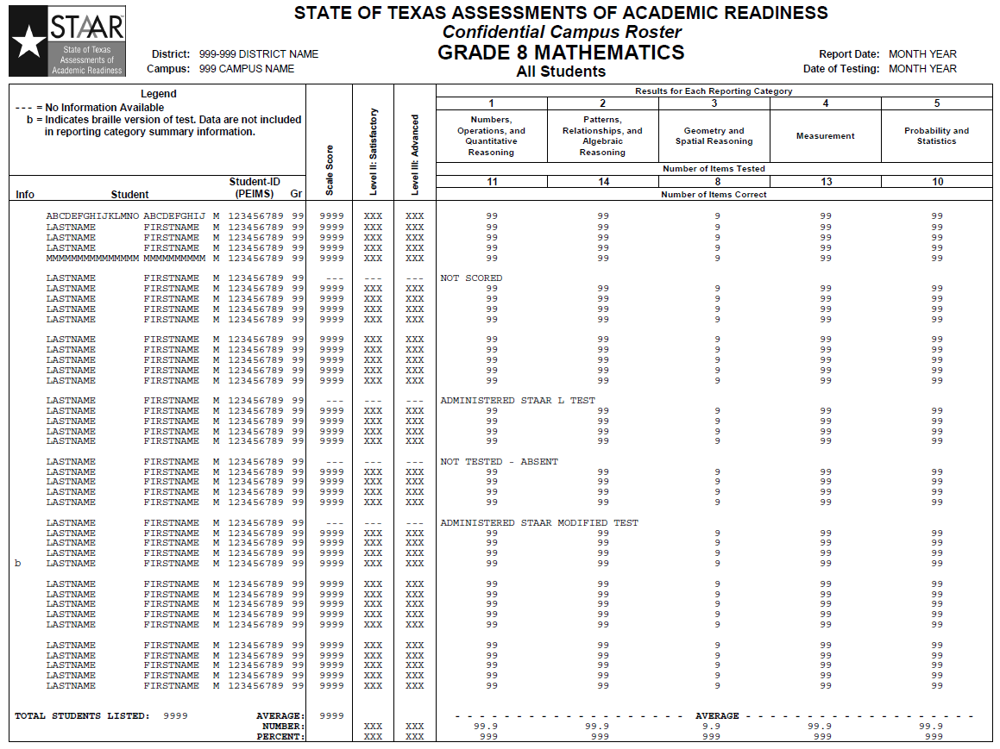 STAAR
State of Texas
Assessments of
Academic Readiness
STATE OF TEXAS ASSESSMENTS OF ACADEMIC READINESS
Confidential Campus Roster
District: 999-999 DISTRICT NAME GRADE 8 MATHEMATICS Report Date: MONTH YEAR
Campus: 999 CAMPUS NAME All Students Date of Testing: MONTH YEAR
Legend
--- = No Information Available
b = Indicates braille version of test. Data are not included
in reporting category summary information.
Info Student Student-ID (PEIMS) Gr
Scale Score
Level II: Satisfactory
Level III: Advanced
Results for Each Reporting Category
1 2 3 4 5
Numbers, Operations, and Quantitative Reasoning
Patterns, Relationships, and Algebraic Reasoning
Geometry and Spatial Reasoning
Measurement
Probability and Statistics
Number of Items Tested
11 14 8 13 10
Number of Items Correct
ABCDEFGHIJKLMNO ABCDEFGHIJ M 123456789 99 9999 XXX XXX 99 99 9 99 99
LASTNAME FIRSTNAME M 123456789 99 9999 XXX XXX 99 99 9 99 99
LASTNAME FIRSTNAME M 123456789 99 9999 XXX XXX 99 99 9 99 99
LASTNAME FIRSTNAME M 123456789 99 9999 XXX XXX 99 99 9 99 99
MMMMMMMMMMMMMMM MMMMMMMMMM M 123456789 99 9999 XXX XXX 99 99 9 99 99
LASTNAME FIRSTNAME M 123456789 99 --- --- --- NOT SCORED
LASTNAME FIRSTNAME M 123456789 99 9999 XXX XXX 99 99 9 99 99
LASTNAME FIRSTNAME M 123456789 99 9999 XXX XXX 99 99 9 99 99
LASTNAME FIRSTNAME M 123456789 99 9999 XXX XXX 99 99 9 99 99
LASTNAME FIRSTNAME M 123456789 99 9999 XXX XXX 99 99 9 99 99
LASTNAME FIRSTNAME M 123456789 99 9999 XXX XXX 99 99 9 99 99
LASTNAME FIRSTNAME M 123456789 99 9999 XXX XXX 99 99 9 99 99
LASTNAME FIRSTNAME M 123456789 99 9999 XXX XXX 99 99 9 99 99
LASTNAME FIRSTNAME M 123456789 99 9999 XXX XXX 99 99 9 99 99
LASTNAME FIRSTNAME M 123456789 99 9999 XXX XXX 99 99 9 99 99
LASTNAME FIRSTNAME M 123456789 99 --- --- --- ADMINISTERED STAAR L TEST
LASTNAME FIRSTNAME M 123456789 99 9999 XXX XXX 99 99 9 99 99
LASTNAME FIRSTNAME M 123456789 99 9999 XXX XXX 99 99 9 99 99
LASTNAME FIRSTNAME M 123456789 99 9999 XXX XXX 99 99 9 99 99
LASTNAME FIRSTNAME M 123456789 99 9999 XXX XXX 99 99 9 99 99
LASTNAME FIRSTNAME M 123456789 99 --- --- --- NOT TESTED - ABSENT
LASTNAME FIRSTNAME M 123456789 99 9999 XXX XXX 99 99 9 99 99
LASTNAME FIRSTNAME M 123456789 99 9999 XXX XXX 99 99 9 99 99
LASTNAME FIRSTNAME M 123456789 99 9999 XXX XXX 99 99 9 99 99
LASTNAME FIRSTNAME M 123456789 99 9999 XXX XXX 99 99 9 99 99
LASTNAME FIRSTNAME M 123456789 99 --- --- --- ADMINISTERED STAAR MODIFIED TEST
LASTNAME FIRSTNAME M 123456789 99 9999 XXX XXX 99 99 9 99 99
LASTNAME FIRSTNAME M 123456789 99 9999 XXX XXX 99 99 9 99 99
LASTNAME FIRSTNAME M 123456789 99 9999 XXX XXX 99 99 9 99 99
b LASTNAME FIRSTNAME M 123456789 99 9999 XXX XXX 99 99 9 99 99
LASTNAME FIRSTNAME M 123456789 99 9999 XXX XXX 99 99 9 99 99
LASTNAME FIRSTNAME M 123456789 99 9999 XXX XXX 99 99 9 99 99
LASTNAME FIRSTNAME M 123456789 99 9999 XXX XXX 99 99 9 99 99
LASTNAME FIRSTNAME M 123456789 99 9999 XXX XXX 99 99 9 99 99
LASTNAME FIRSTNAME M 123456789 99 9999 XXX XXX 99 99 9 99 99
LASTNAME FIRSTNAME M 123456789 99 9999 XXX XXX 99 99 9 99 99
LASTNAME FIRSTNAME M 123456789 99 9999 XXX XXX 99 99 9 99 99
LASTNAME FIRSTNAME M 123456789 99 9999 XXX XXX 99 99 9 99 99
LASTNAME FIRSTNAME M 123456789 99 9999 XXX XXX 99 99 9 99 99
LASTNAME FIRSTNAME M 123456789 99 9999 XXX XXX 99 99 9 99 99
TOTAL STUDENTS LISTED: 9999 AVERAGE: 9999 - - - - - - - - - - - - - - - - - - - AVERAGE - - - - - - - - - - - - - - - - - - -
NUMBER: XXX XXX 99.9 99.9 9.9 99.9 99.9
PERCENT: XXX XXX 999 999 999 999 999